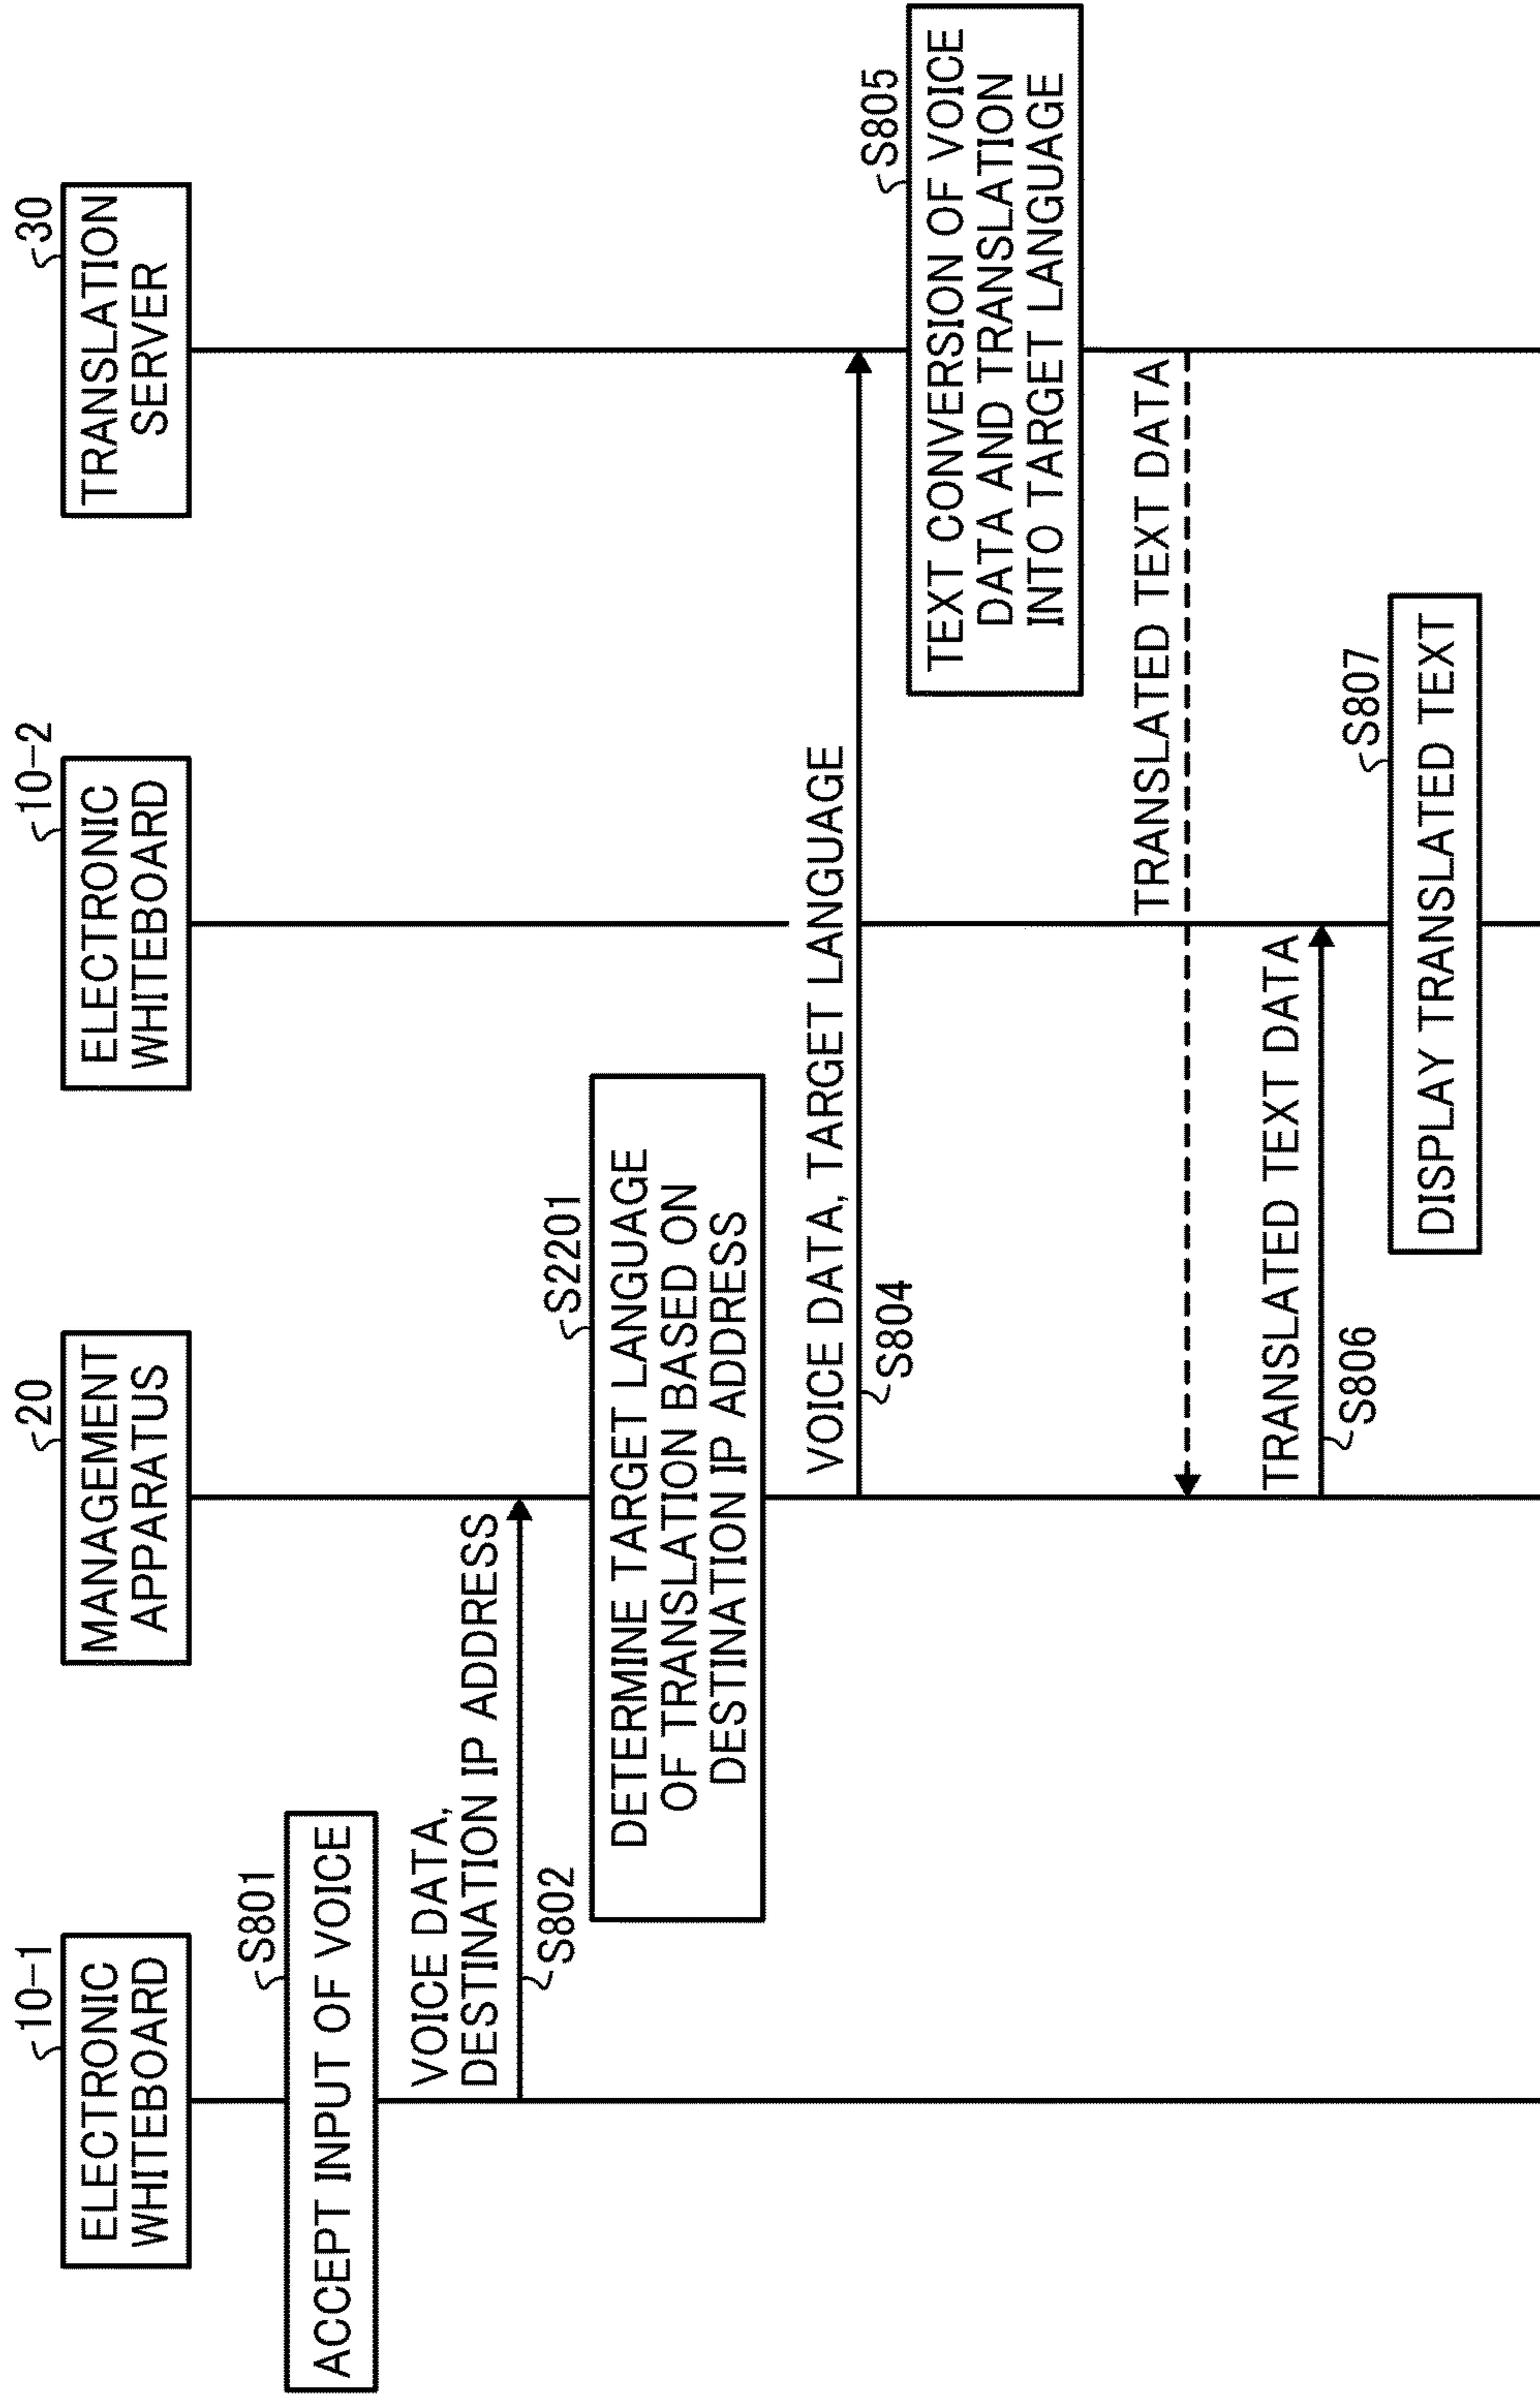 10-1
ELECTRONIC
WHITEBOARD
20
MANAGEMENT
APPARATUS
10-2
ELECTRONIC
WHITEBOARD
30
TRANSLATION
SERVER
S801
ACCEPT INPUT OF VOICE
VOICE DATA,
DESTINATION IP ADDRESS
S802
S2201
DETERMINE TARGET LANGUAGE
OF TRANSLATION BASED ON
DESTINATION IP ADDRESS
VOICE DATA, TARGET LANGUAGE
S804
S805
TEXT CONVERSION OF VOICE
DATA AND TRANSLATION
INTO TARGET LANGUAGE
TRANSLATED TEXT DATA
TRANSLATED TEXT DATA
S806
S807
DISPLAY TRANSLATED TEXT